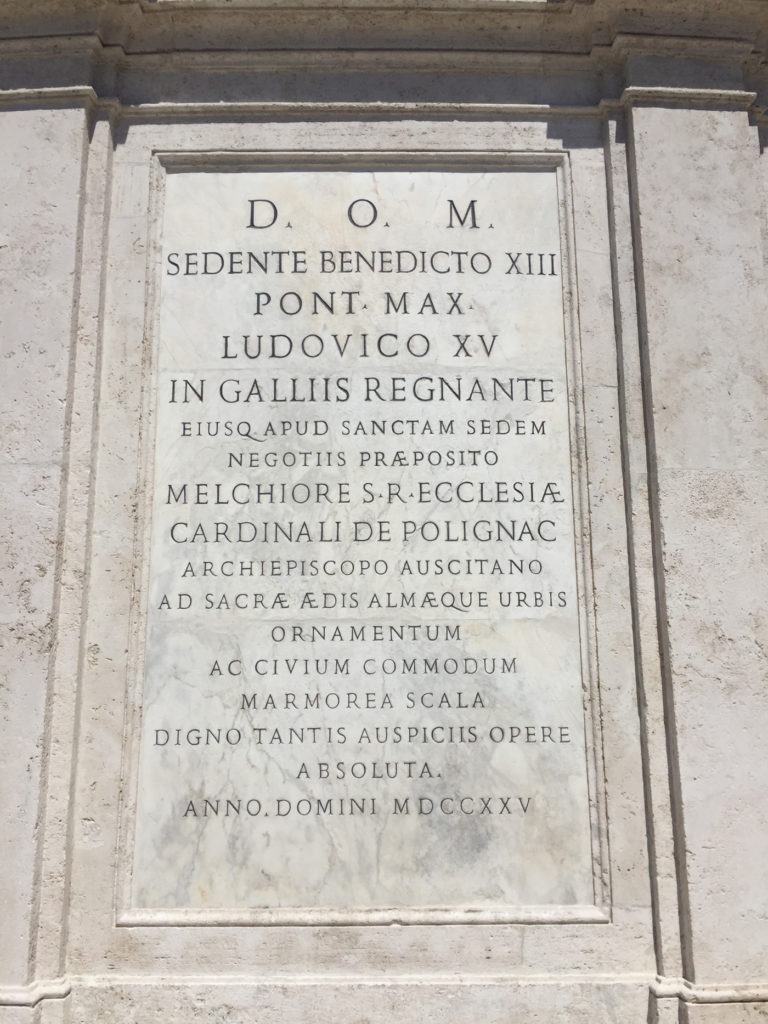 D. O. M.
SEDENTE BENEDICTO XIII
PONT· MAX·
LUDOVICO XV
IN GALLIIS REGNANTE
EIUSQ APUD SANCTAM SEDEM
NEGOTIIS PRÆPOSITO
MELCHIORE S·R·ECCLESIÆ
CARDINALI DE POLIGNAC
ARCHIEPISCOPO AUSCITANO
AD SACRÆ ÆDIS ALMÆQUE URBIS
ORNAMENTUM
AC CIVIUM COMMODUM
MARMOREA SCALA
DIGNO TANTIS AUSPICIIS OPERE
ABSOLUTA.
ANNO.DOMINI MDCCXXV